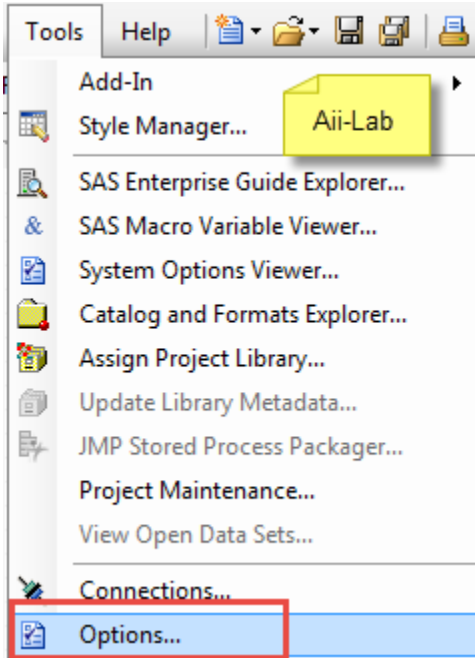 Tools Help
Add-In
Style Manager...
Aii-Lab
SAS Enterprise Guide Explorer...
SAS Macro Variable Viewer...
System Options Viewer...
Catalog and Formats Explorer...
Assign Project Library...
Update Library Metadata...
JMP Stored Process Packager...
Project Maintenance...
View Open Data Sets...
Connections...
Options...